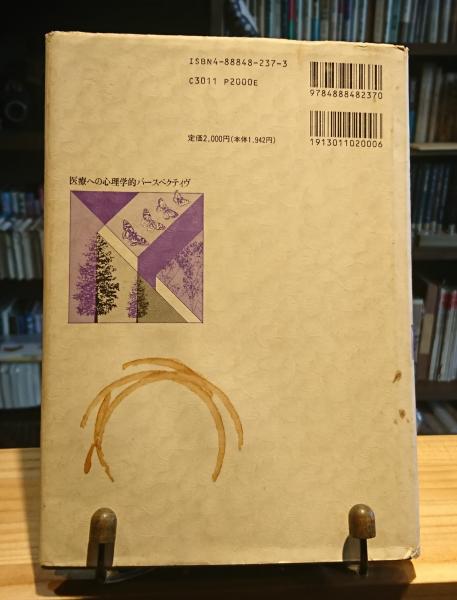 ISBN4-88848-237-3
C3011 P2000E
9784888482370
定価2,000円(本体1,942円)
1913011020006
医療への心理学的パースペクティヴ